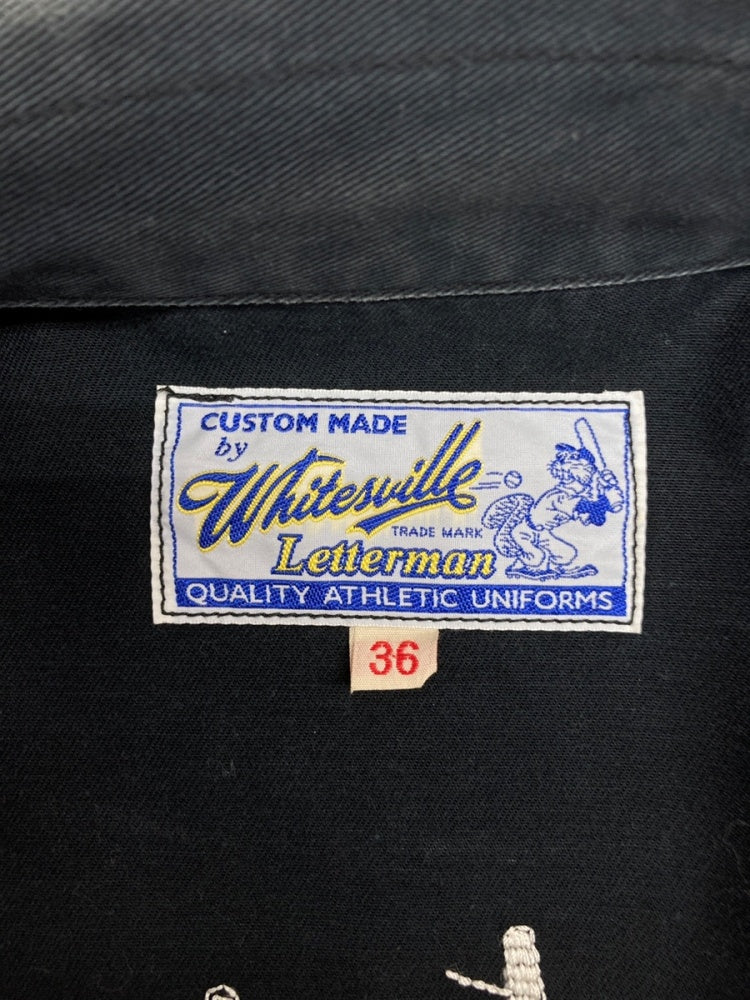 CUSTOM MADE
by
Whitesville
TRADE MARK
Letterman
QUALITY ATHLETIC UNIFORMS
36